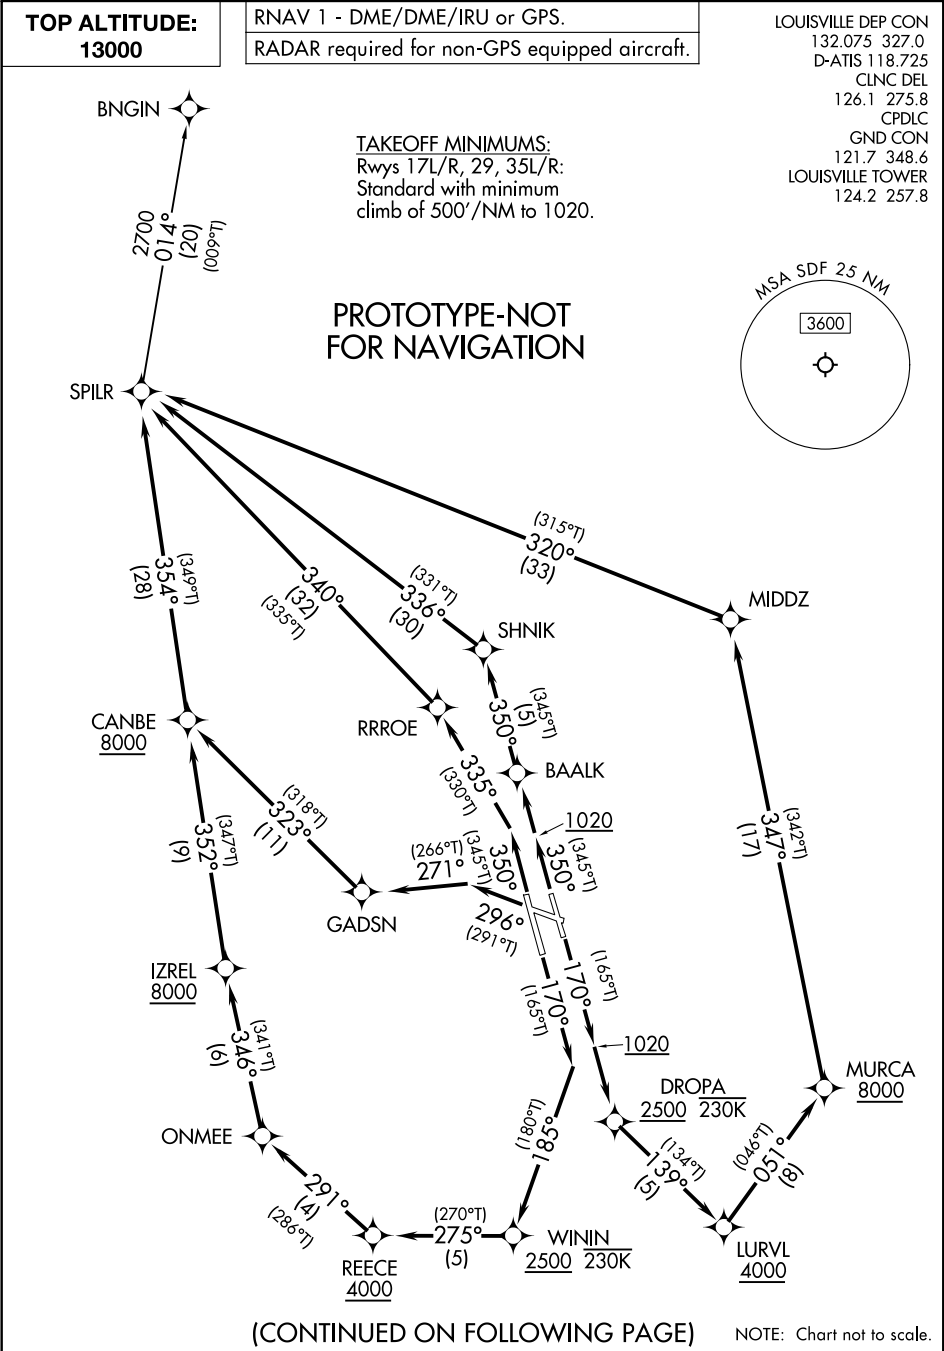 TOP ALTITUDE:
13000
RNAV 1 - DME/DME/IRU or GPS.
RADAR required for non-GPS equipped aircraft.
LOUISVILLE DEP CON
132.075 327.0
D-ATIS 118.725
CLNC DEL
126.1 275.8
CPDLC
GND CON
121.7 348.6
LOUISVILLE TOWER
124.2 257.8
BNGIN
TAKEOFF MINIMUMS:
Rwys 17L/R, 29, 35L/R:
Standard with minimum
climb of 500'/NM to 1020.
2700
014°
(20)
(009°T)
MSA SDF 25 NM
3600
PROTOTYPE-NOT
FOR NAVIGATION
SPILR
(315°T)
320°
(33)
(349°T)
354°
(28)
340°
(32)
(335°T)
(331°T)
336°
(30)
MIDDZ
SHNIK
(345°T)
(5)
350°
RRROE
CANBE
8000
335°
(330°T)
BAALK
1020
(318°T)
323°
(11)
(347°T)
352°
(9)
(342°T)
347°
(17)
(266°T)
271°
(345°T)
350°
350°
(345°T)
GADSN
296°
(291°T)
IZREL
8000
170°
(165°T)
170°
(165°T)
1020
(341°T)
346°
(6)
MURCA
8000
DROPA
2500 230K
ONMEE
(180°T)
185°
(134°T)
139°
(5)
(046°T)
051°
(8)
291°
(4)
(286°T)
(270°T)
275°
(5)
WININ
2500 230K
REECE
4000
LURVL
4000
(CONTINUED ON FOLLOWING PAGE)
NOTE: Chart not to scale.